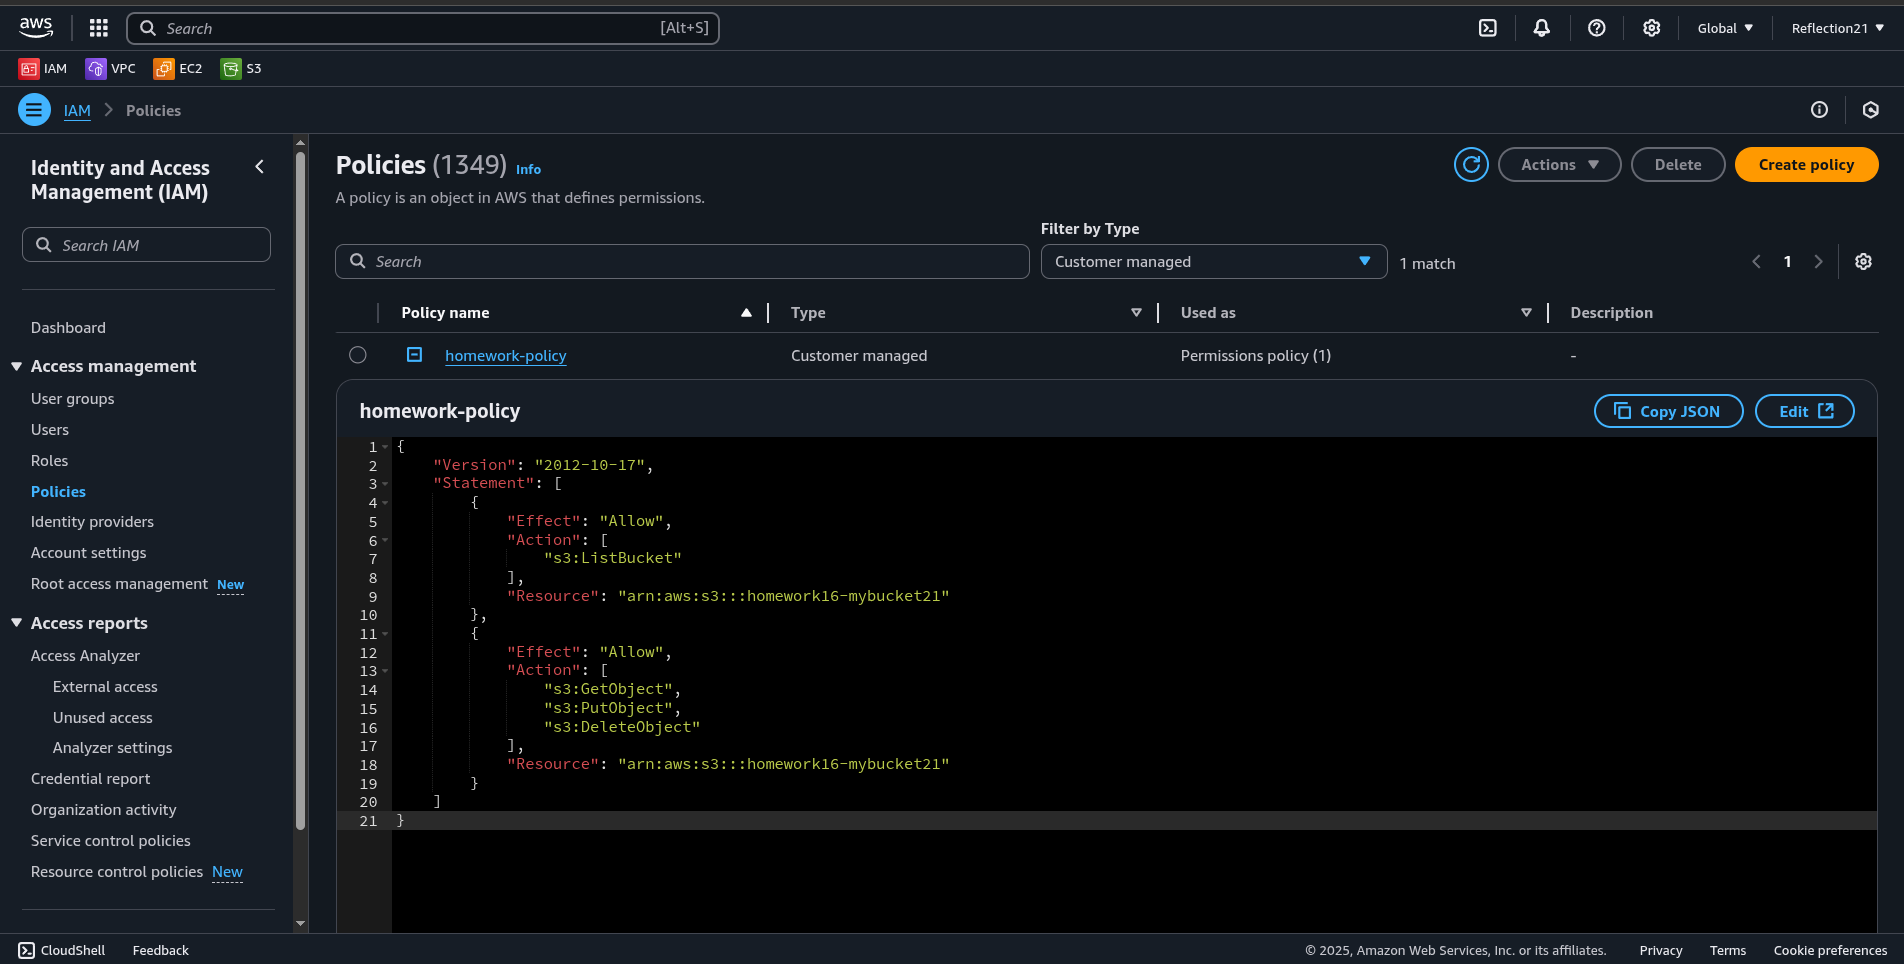 aws
Search [Alt+S]
Global
Reflection21
IAM
VPC
EC2
S3
IAM
Policies
Identity and Access
Management (IAM)
Search IAM
Dashboard
Access management
User groups
Users
Roles
Policies
Identity providers
Account settings
Root access management New
Access reports
Access Analyzer
External access
Unused access
Analyzer settings
Credential report
Organization activity
Service control policies
Resource control policies New
Policies (1349) Info
A policy is an object in AWS that defines permissions.
Actions
Delete
Create policy
Filter by Type
Search
Customer managed
1 match
1
Policy name
Type
Used as
Description
homework-policy
Customer managed
Permissions policy (1)
-
homework-policy
Copy JSON
Edit
1 {
2 "Version": "2012-10-17",
3 "Statement": [
4 {
5 "Effect": "Allow",
6 "Action": [
7 "s3:ListBucket"
8 ],
9 "Resource": "arn:aws:s3:::homework16-mybucket21"
10 },
11 {
12 "Effect": "Allow",
13 "Action": [
14 "s3:GetObject",
15 "s3:PutObject",
16 "s3:DeleteObject"
17 ],
18 "Resource": "arn:aws:s3:::homework16-mybucket21"
19 }
20 ]
21 }
CloudShell
Feedback
© 2025, Amazon Web Services, Inc. or its affiliates.
Privacy
Terms
Cookie preferences